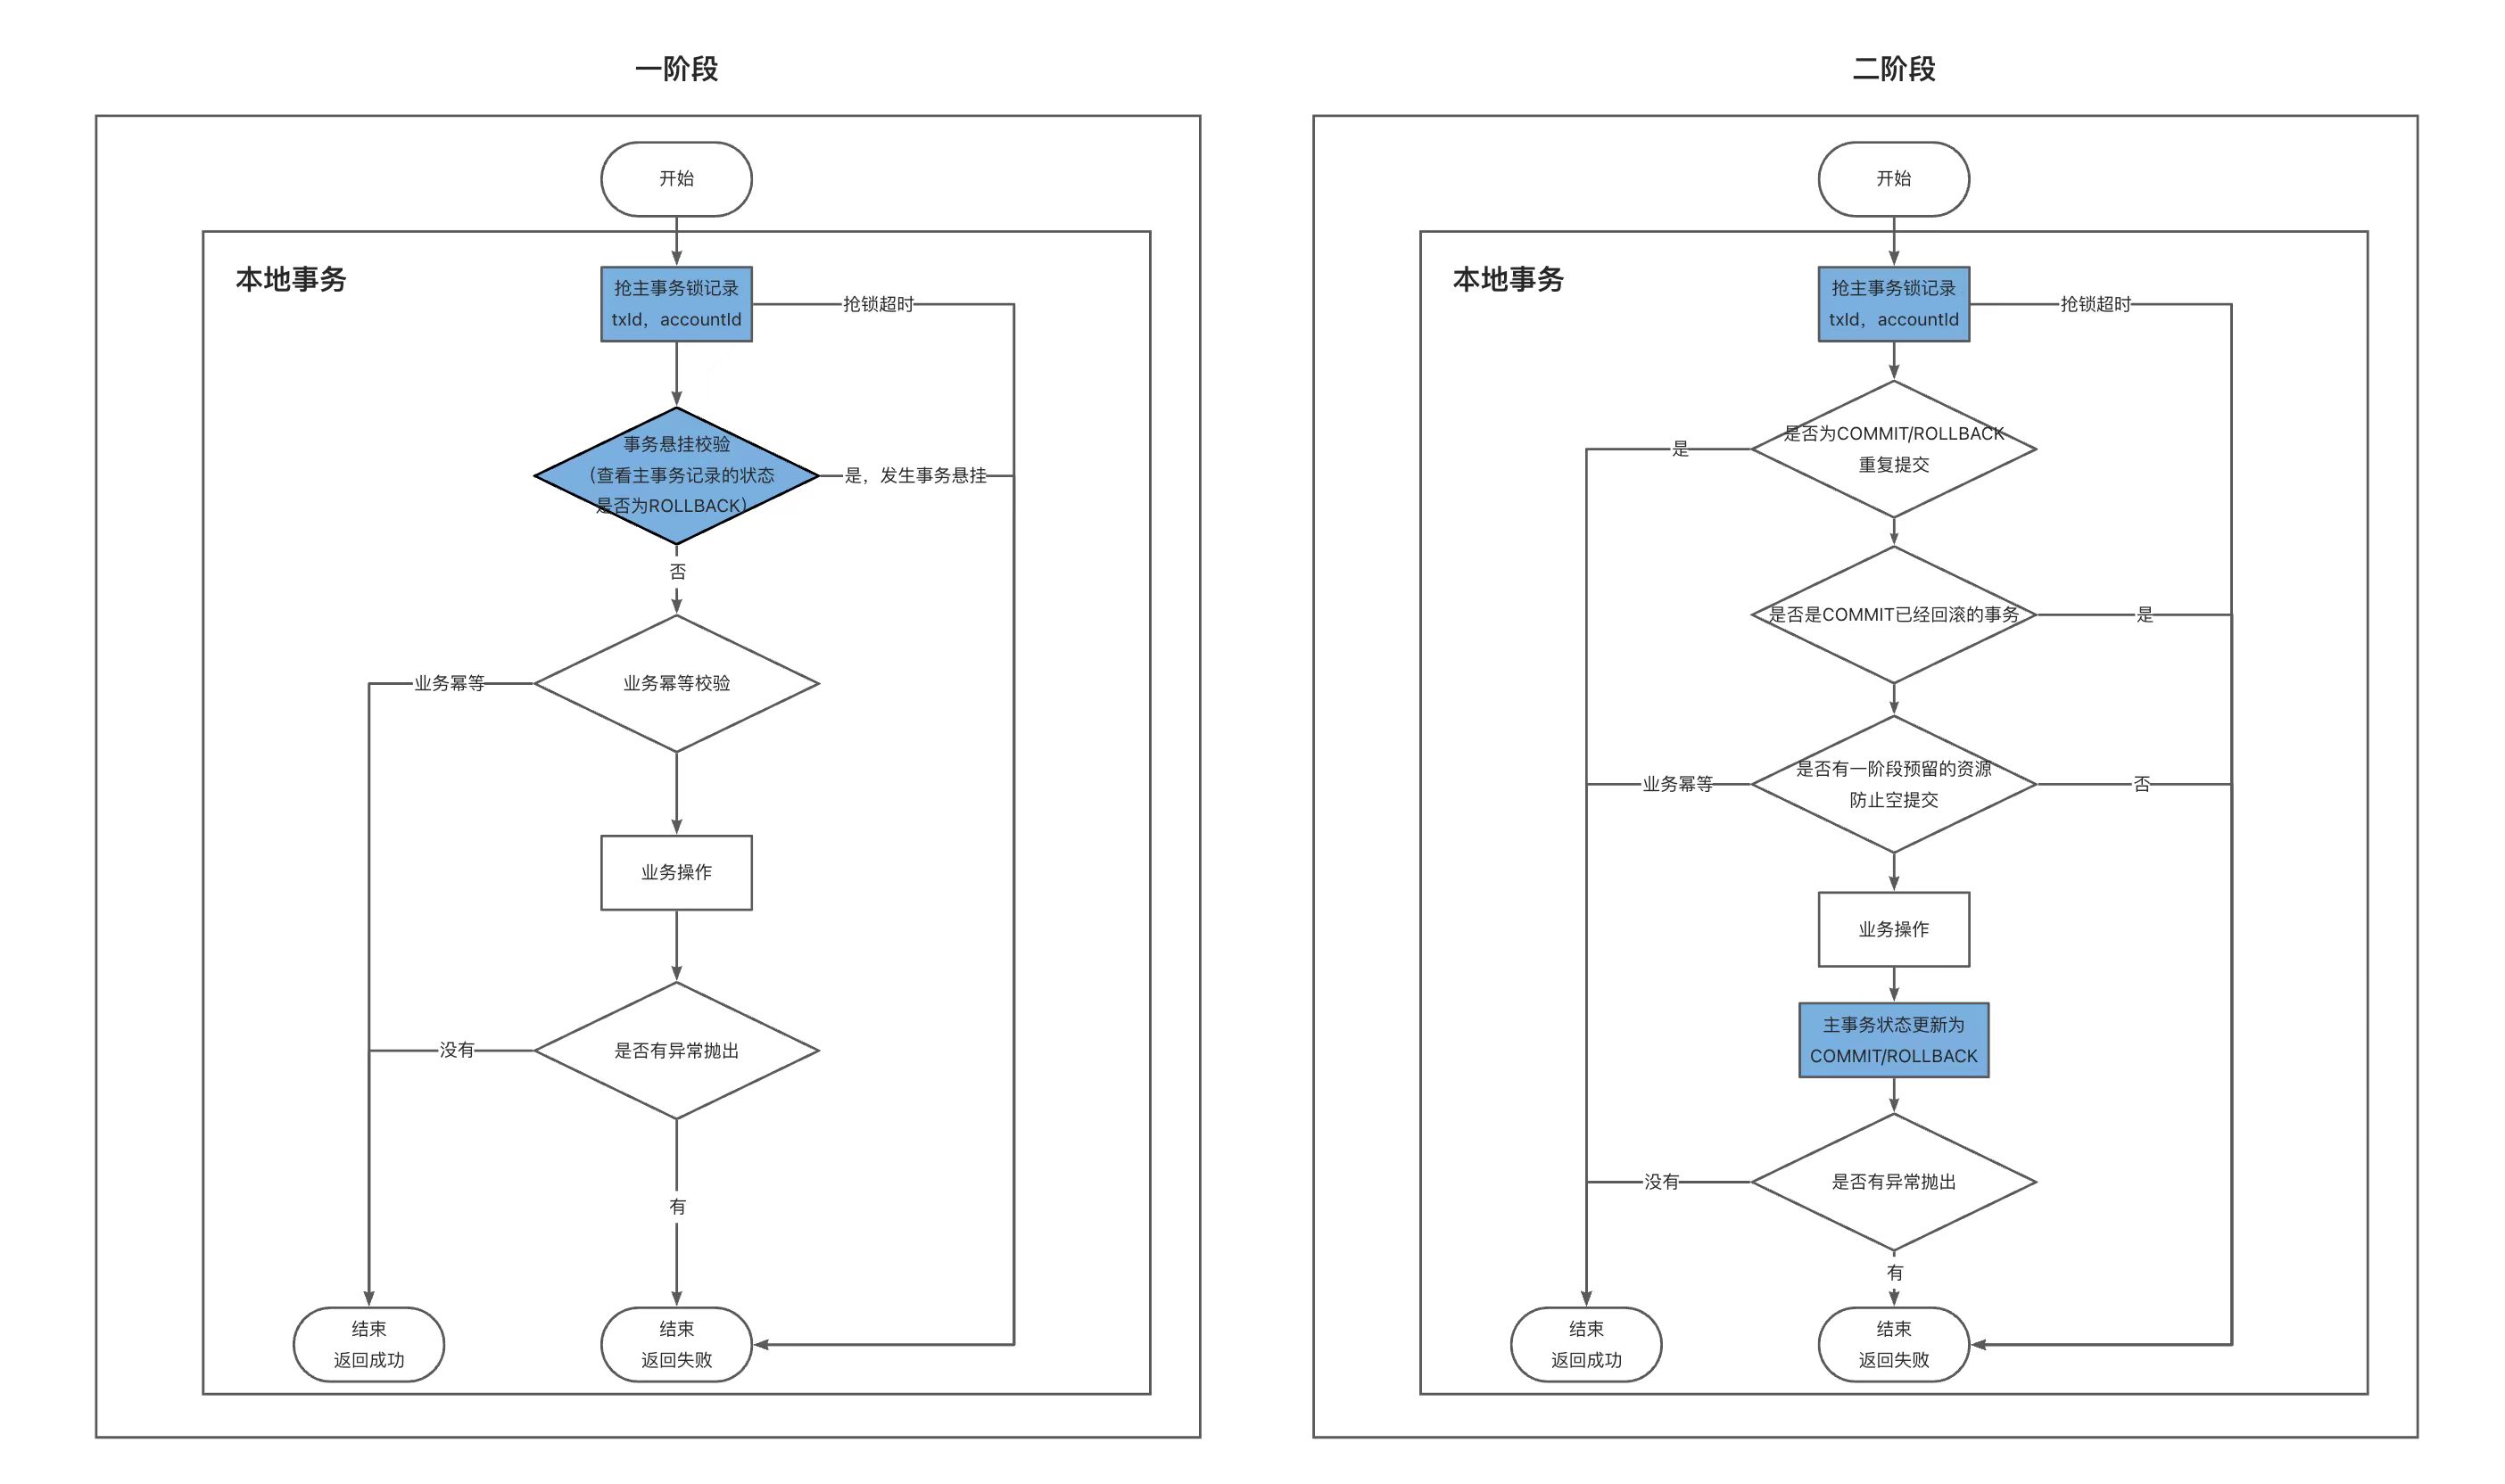 一阶段
开始
本地事务
抢主事务锁记录
txId，accountId
抢锁超时
事务悬挂校验
（查看主事务记录的状态
是否为ROLLBACK）
是，发生事务悬挂
否
业务幂等
业务幂等校验
业务操作
没有
是否有异常抛出
有
结束
返回成功
结束
返回失败
二阶段
开始
本地事务
抢主事务锁记录
txId，accountId
抢锁超时
是否为COMMIT/ROLLBACK
重复提交
是
是否是COMMIT已经回滚的事务
是
业务幂等
是否有一阶段预留的资源
防止空提交
否
业务操作
主事务状态更新为
COMMIT/ROLLBACK
没有
是否有异常抛出
有
结束
返回成功
结束
返回失败